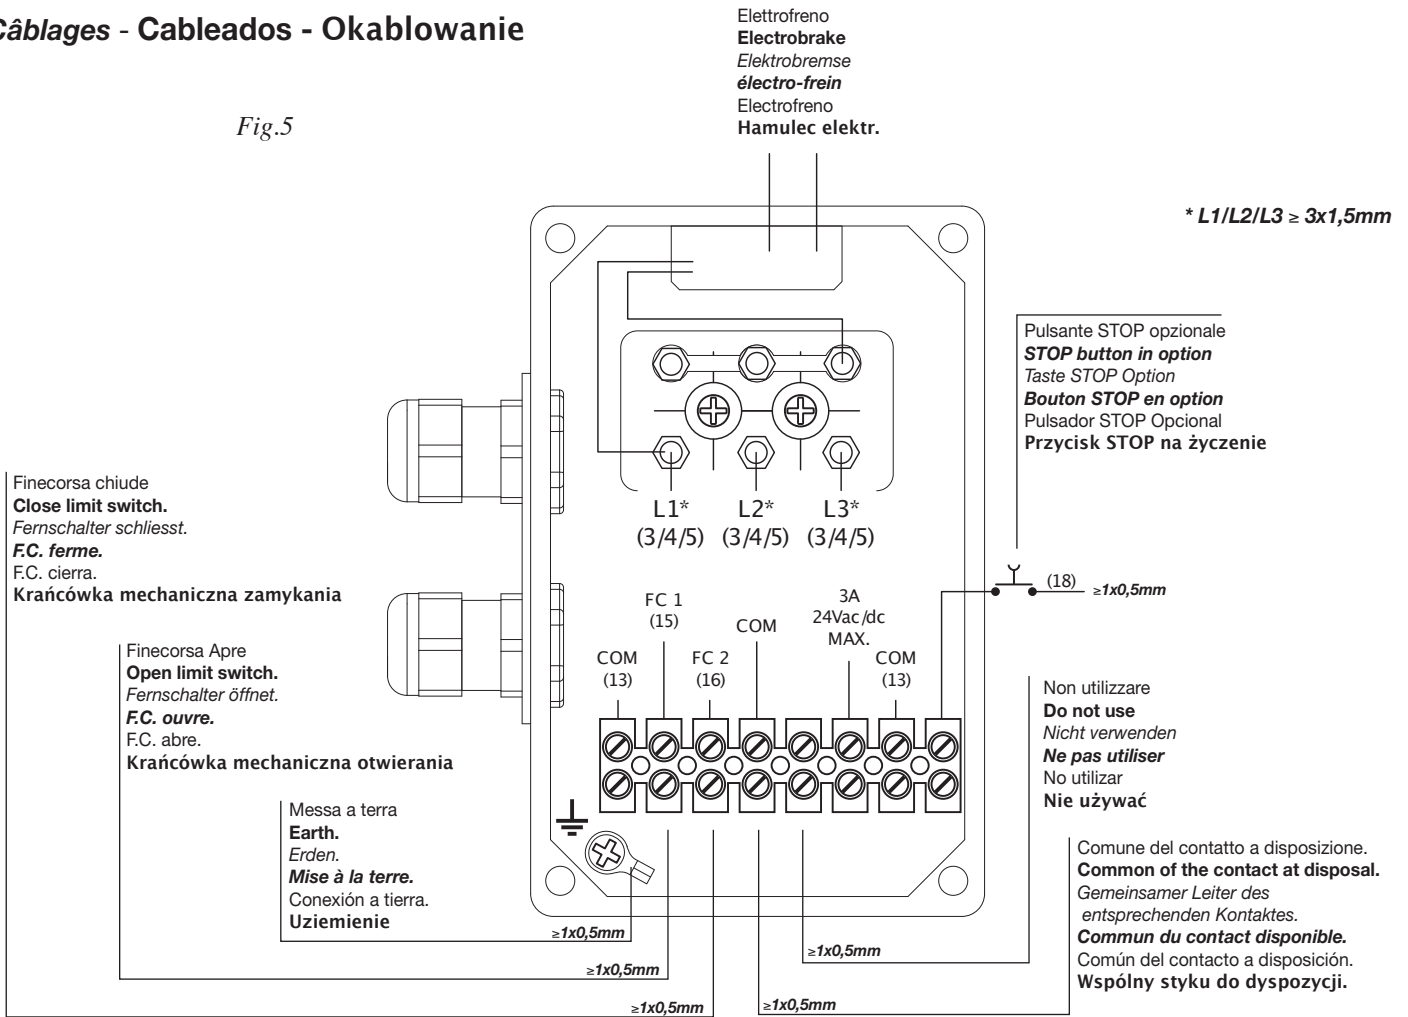 Câblages - Cableados - Okablowanie
Fig.5
Elettrofreno
Electrobrake
Elektrobremse
électro-frein
Electrofreno
Hamulec elektr.
* L1/L2/L3 ≥ 3x1,5mm
Pulsante STOP opzionale
STOP button in option
Taste STOP Option
Bouton STOP en option
Pulsador STOP Opcional
Przycisk STOP na życzenie
Finecorsa chiude
Close limit switch.
Fernschalter schliesst.
F.C. ferme.
F.C. cierra.
Krańcówka mechaniczna zamykania
L1* L2* L3*
(3/4/5) (3/4/5) (3/4/5)
(18) ≥1x0,5mm
Finecorsa Apre
Open limit switch.
Fernschalter öffnet.
F.C. ouvre.
F.C. abre.
Krańcówka mechaniczna otwierania
COM
(13)
FC 1
(15)
FC 2
(16)
COM
3A
24Vac/dc
MAX.
COM
(13)
Non utilizzare
Do not use
Nicht verwenden
Ne pas utiliser
No utilizar
Nie używać
Messa a terra
Earth.
Erden.
Mise à la terre.
Conexión a tierra.
Uziemienie
Comune del contatto a disposizione.
Common of the contact at disposal.
Gemeinsamer Leiter des
entsprechenden Kontaktes.
Commun du contact disponible.
Común del contacto a disposición.
Wspólny styku do dyspozycji.
≥1x0,5mm
≥1x0,5mm
≥1x0,5mm
≥1x0,5mm
≥1x0,5mm